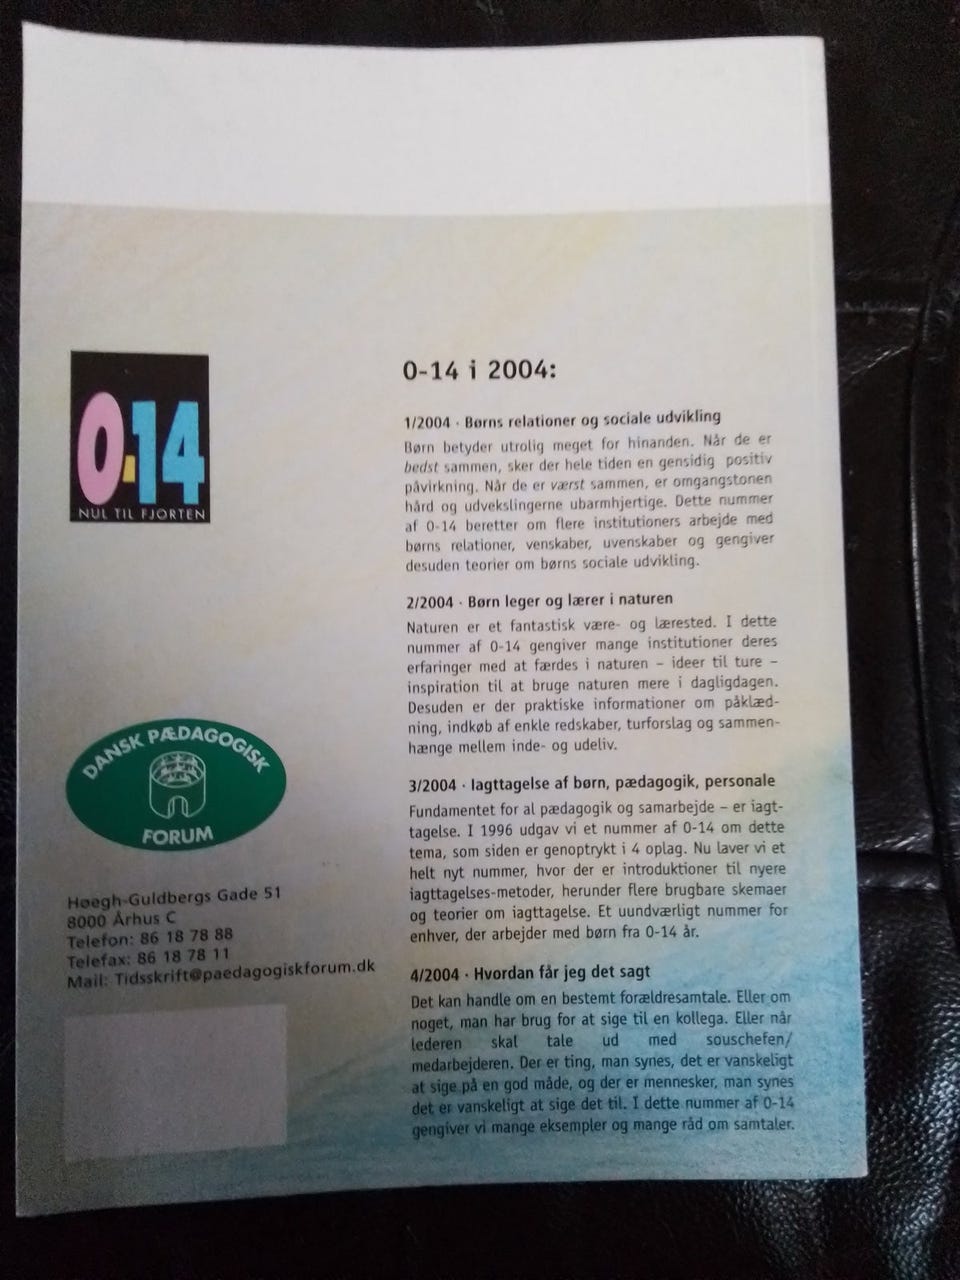 0-14
NUL TIL FJORTEN
DANSK PÆDAGOGISK
FORUM
Høegh-Guldbergs Gade 51
8000 Århus C
Telefon: 86 18 78 88
Telefax: 86 18 78 11
Mail: Tidsskrift@paedagogiskforum.dk
0-14 i 2004:
1/2004 · Børns relationer og sociale udvikling
Børn betyder utrolig meget for hinanden. Når de er
bedst sammen, sker der hele tiden en gensidig positiv
påvirkning. Når de er værst sammen, er omgangstonen
hård og udvekslingerne ubarmhjertige. Dette nummer
af 0-14 beretter om flere institutioners arbejde med
børns relationer, venskaber, uvenskaber og gengiver
desuden teorier om børns sociale udvikling.
2/2004 · Børn leger og lærer i naturen
Naturen er et fantastisk være- og lærested. I dette
nummer af 0-14 gengiver mange institutioner deres
erfaringer med at færdes i naturen – ideer til ture –
inspiration til at bruge naturen mere i dagligdagen.
Desuden er der praktiske informationer om påklæd-
ning, indkøb af enkle redskaber, turforslag og sammen-
hænge mellem inde- og udeliv.
3/2004 · Iagttagelse af børn, pædagogik, personale
Fundamentet for al pædagogik og samarbejde – er iagt-
tagelse. I 1996 udgav vi et nummer af 0-14 om dette
tema, som siden er genoptrykt i 4 oplag. Nu laver vi et
helt nyt nummer, hvor der er introduktioner til nyere
iagttagelses-metoder, herunder flere brugbare skemaer
og teorier om iagttagelse. Et uundværligt nummer for
enhver, der arbejder med børn fra 0-14 år.
4/2004 · Hvordan får jeg det sagt
Det kan handle om en bestemt forældresamtale. Eller om
noget, man har brug for at sige til en kollega. Eller når
lederen skal tale ud med souschefen/
medarbejderen. Der er ting, man synes, det er vanskeligt
at sige på en god måde, og der er mennesker, man synes
det er vanskeligt at sige det til. I dette nummer af 0-14
gengiver vi mange eksempler og mange råd om samtaler.